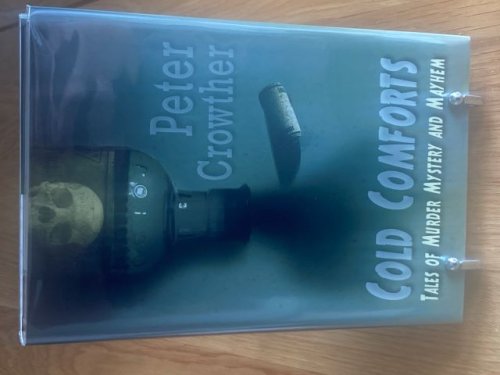 Peter
Crowther
COLD COMFORTS
TALES OF MURDER MYSTERY AND MAYHEM